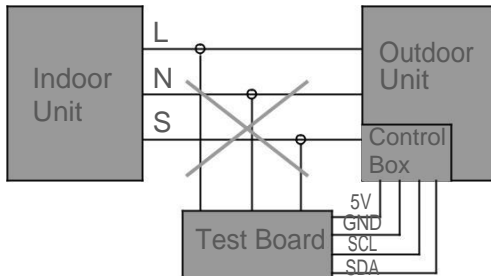 L
N
S
Indoor
Unit
Outdoor
Unit
Control
Box
Test Board
5V
GND
SCL
SDA